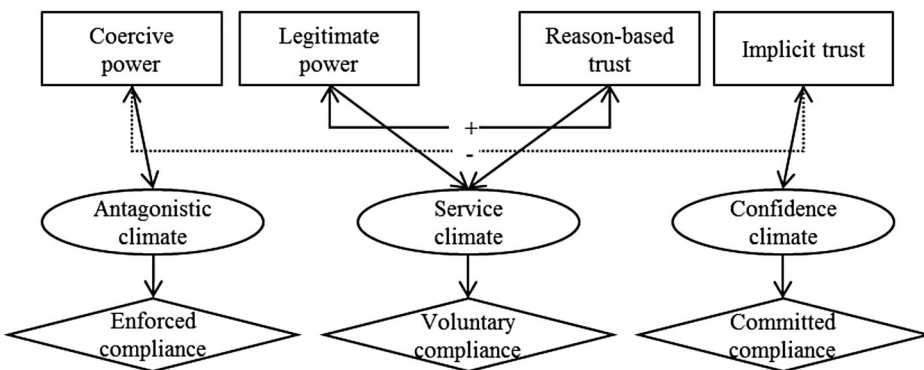 Coercive
power
Legitimate
power
Reason-based
trust
Implicit trust
+
-
Antagonistic
climate
Service
climate
Confidence
climate
Enforced
compliance
Voluntary
compliance
Committed
compliance